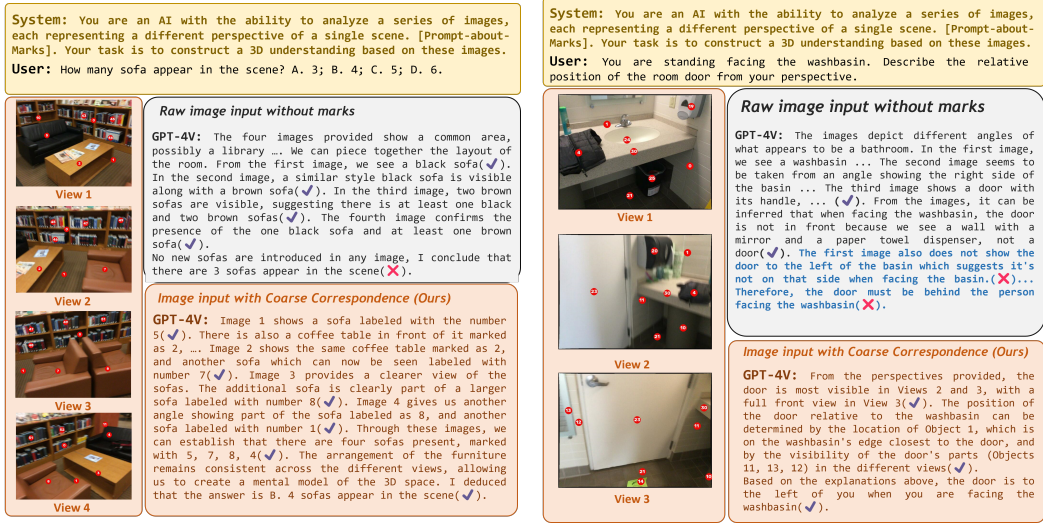 System: You are an AI with the ability to analyze a series of images,
each representing a different perspective of a single scene. [Prompt-about-
Marks]. Your task is to construct a 3D understanding based on these images.
User: How many sofa appear in the scene? A. 3; B. 4; C. 5; D. 6.
View 1
View 2
View 3
View 4
Raw image input without marks
GPT-4V: The four images provided show a common area,
possibly a library …. We can piece together the layout of
the room. From the first image, we see a black sofa(✓).
In the second image, a similar style black sofa is visible
along with a brown sofa(✓). In the third image, two brown
sofas are visible, suggesting there is at least one black
and two brown sofas(✓). The fourth image confirms the
presence of the one black sofa and at least one brown
sofa(✓).
No new sofas are introduced in any image, I conclude that
there are 3 sofas appear in the scene(❌).
Image input with Coarse Correspondence (Ours)
GPT-4V: Image 1 shows a sofa labeled with the number
5(✓). There is also a coffee table in front of it marked
as 2, …. Image 2 shows the same coffee table marked as 2,
and another sofa which can now be seen labeled with
number 7(✓). Image 3 provides a clearer view of the
sofas. The additional sofa is clearly part of a larger
sofa labeled with number 8(✓). Image 4 gives us another
angle showing part of the sofa labeled as 8, and another
sofa labeled with number 1(✓). Through these images, we
can establish that there are four sofas present, marked
with 5, 7, 8, 4(✓). The arrangement of the furniture
remains consistent across the different views, allowing
us to create a mental model of the 3D space. I deduced
that the answer is B. 4 sofas appear in the scene(✓).
System: You are an AI with the ability to analyze a series of images,
each representing a different perspective of a single scene. [Prompt-about-
Marks]. Your task is to construct a 3D understanding based on these images.
User: You are standing facing the washbasin. Describe the relative
position of the room door from your perspective.
View 1
View 2
View 3
Raw image input without marks
GPT-4V: The images depict different angles of
what appears to be a bathroom. In the first image,
we see a washbasin ... The second image seems to
be taken from an angle showing the right side of
the basin ... The third image shows a door with
its handle, ... (✓). From the images, it can be
inferred that when facing the washbasin, the door
is not in front because we see a wall with a
mirror and a paper towel dispenser, not a
door(✓). The first image also does not show the
door to the left of the basin which suggests it's
not on that side when facing the basin.(❌)...
Therefore, the door must be behind the person
facing the washbasin(❌).
Image input with Coarse Correspondence (Ours)
GPT-4V: From the perspectives provided, the
door is most visible in Views 2 and 3, with a
full front view in View 3(✓). The position of
the door relative to the washbasin can be
determined by the location of Object 1, which is
on the washbasin's edge closest to the door, and
by the visibility of the door's parts (Objects
11, 13, 12) in the different views(✓).
Based on the explanations above, the door is to
the left of you when you are facing the
washbasin(✓).